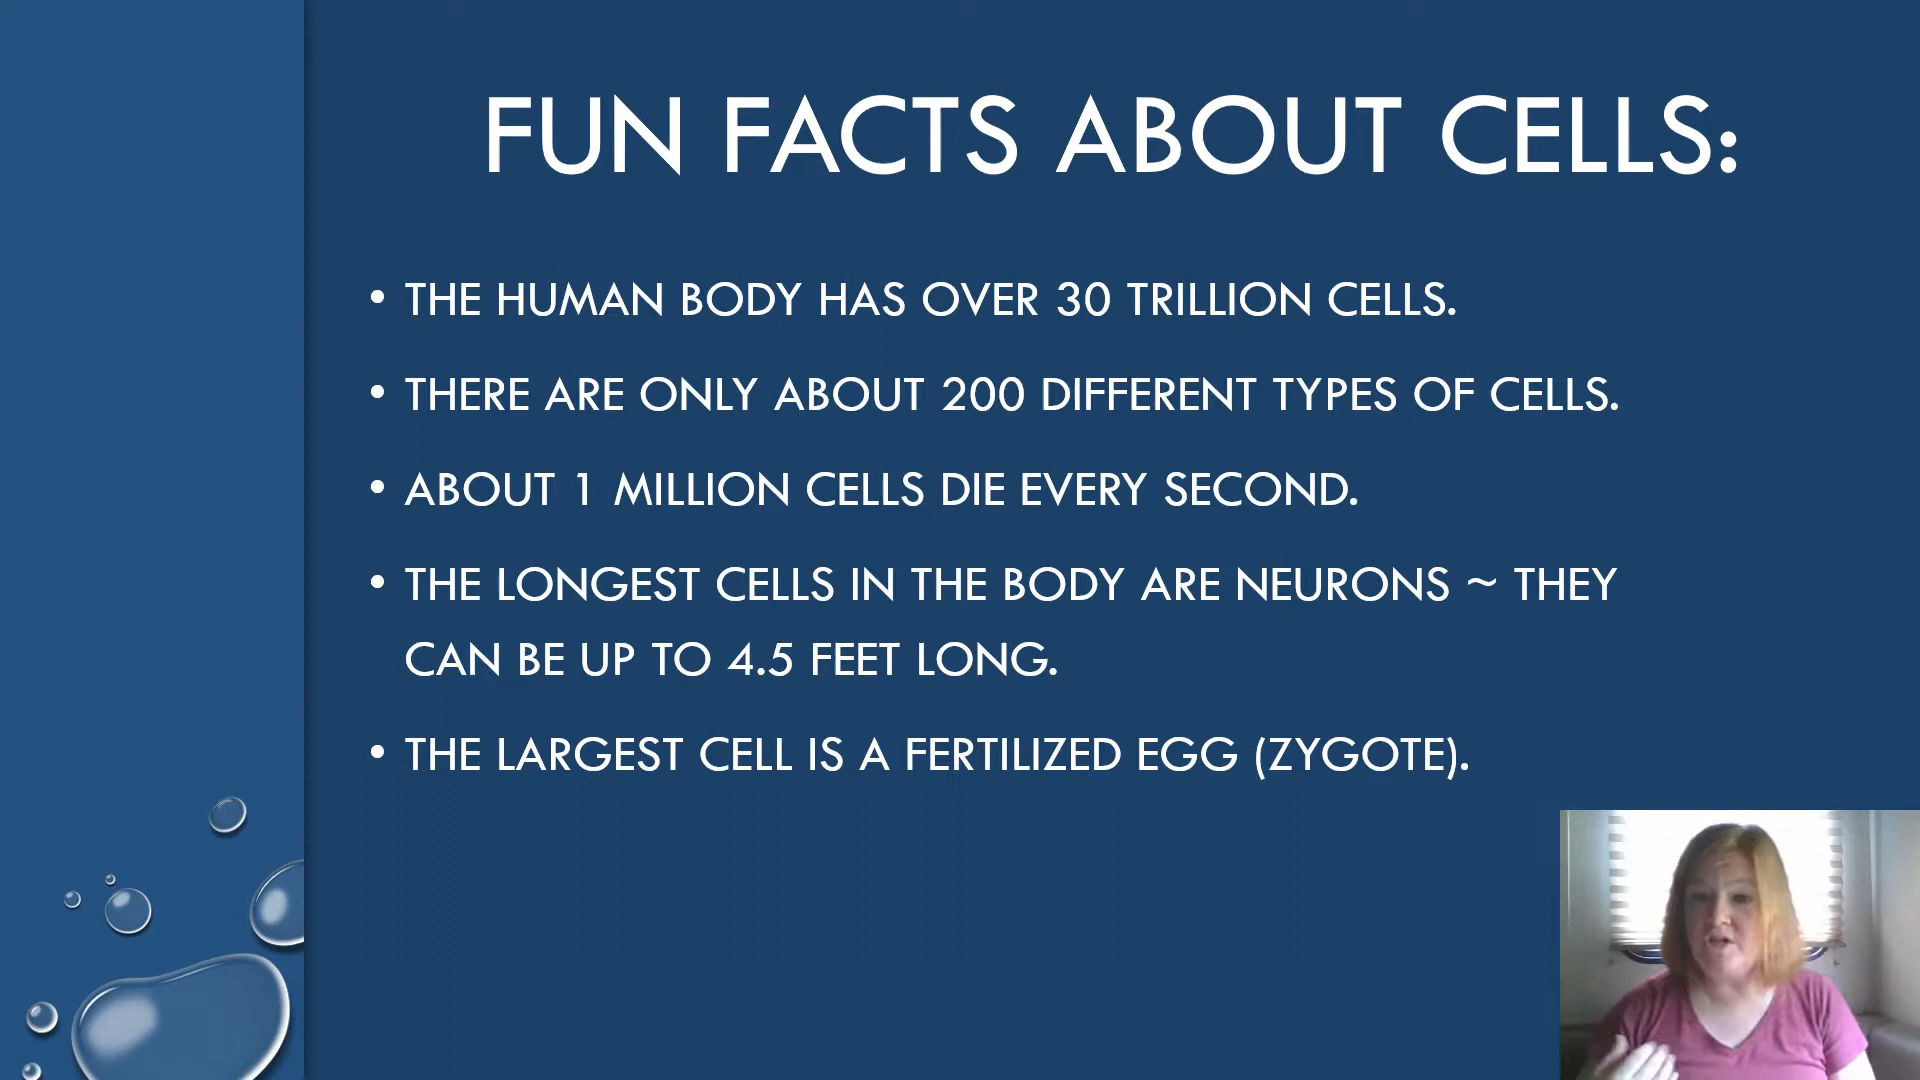 FUN FACTS ABOUT CELLS:
• THE HUMAN BODY HAS OVER 30 TRILLION CELLS.
• THERE ARE ONLY ABOUT 200 DIFFERENT TYPES OF CELLS.
• ABOUT 1 MILLION CELLS DIE EVERY SECOND.
• THE LONGEST CELLS IN THE BODY ARE NEURONS ~ THEY
CAN BE UP TO 4.5 FEET LONG.
• THE LARGEST CELL IS A FERTILIZED EGG (ZYGOTE).